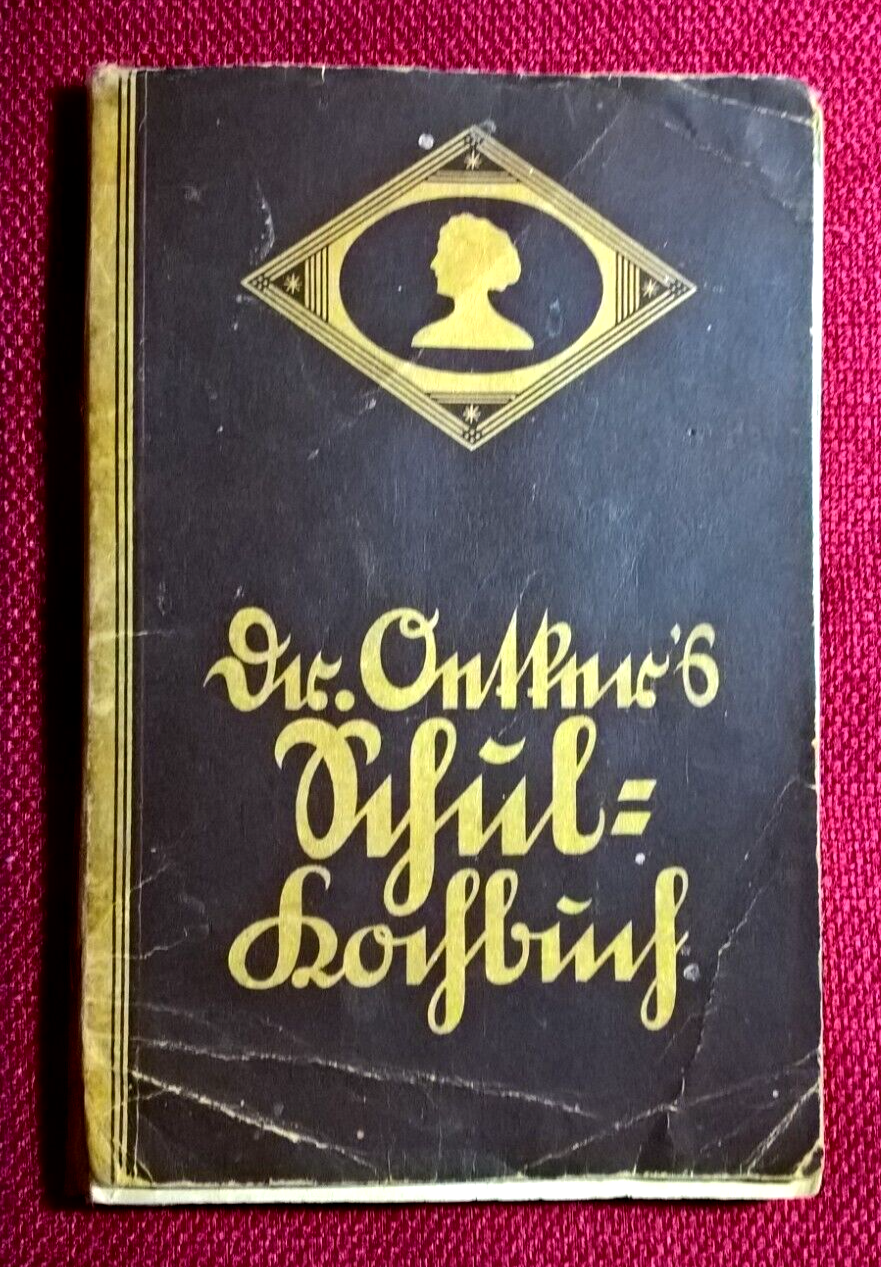 Dr. Oetker's
Schul=
Kochbuch